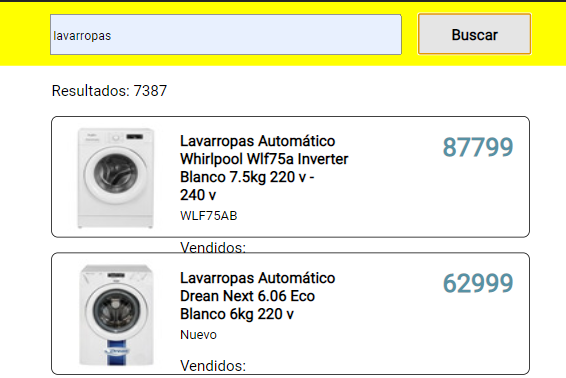 lavarropas
Buscar
Resultados: 7387
Lavarropas Automático
Whirlpool Wlf75a Inverter
Blanco 7.5kg 220 v -
240 v
87799
WLF75AB
Vendidos:
Lavarropas Automático
Drean Next 6.06 Eco
Blanco 6kg 220 v
62999
Nuevo
Vendidos: